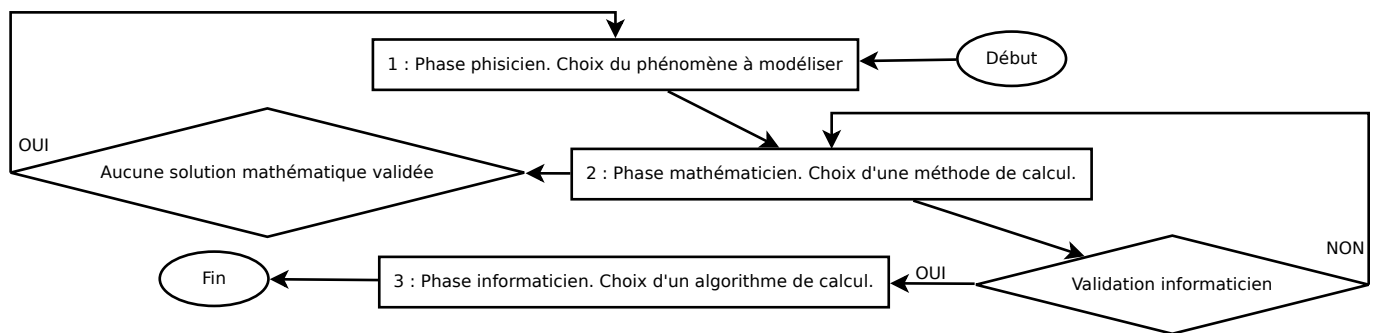 Début
1 : Phase phisicien. Choix du phénomène à modéliser
OUI
Aucune solution mathématique validée
2 : Phase mathématicien. Choix d'une méthode de calcul.
NON
Validation informaticien
OUI
3 : Phase informaticien. Choix d'un algorithme de calcul.
Fin